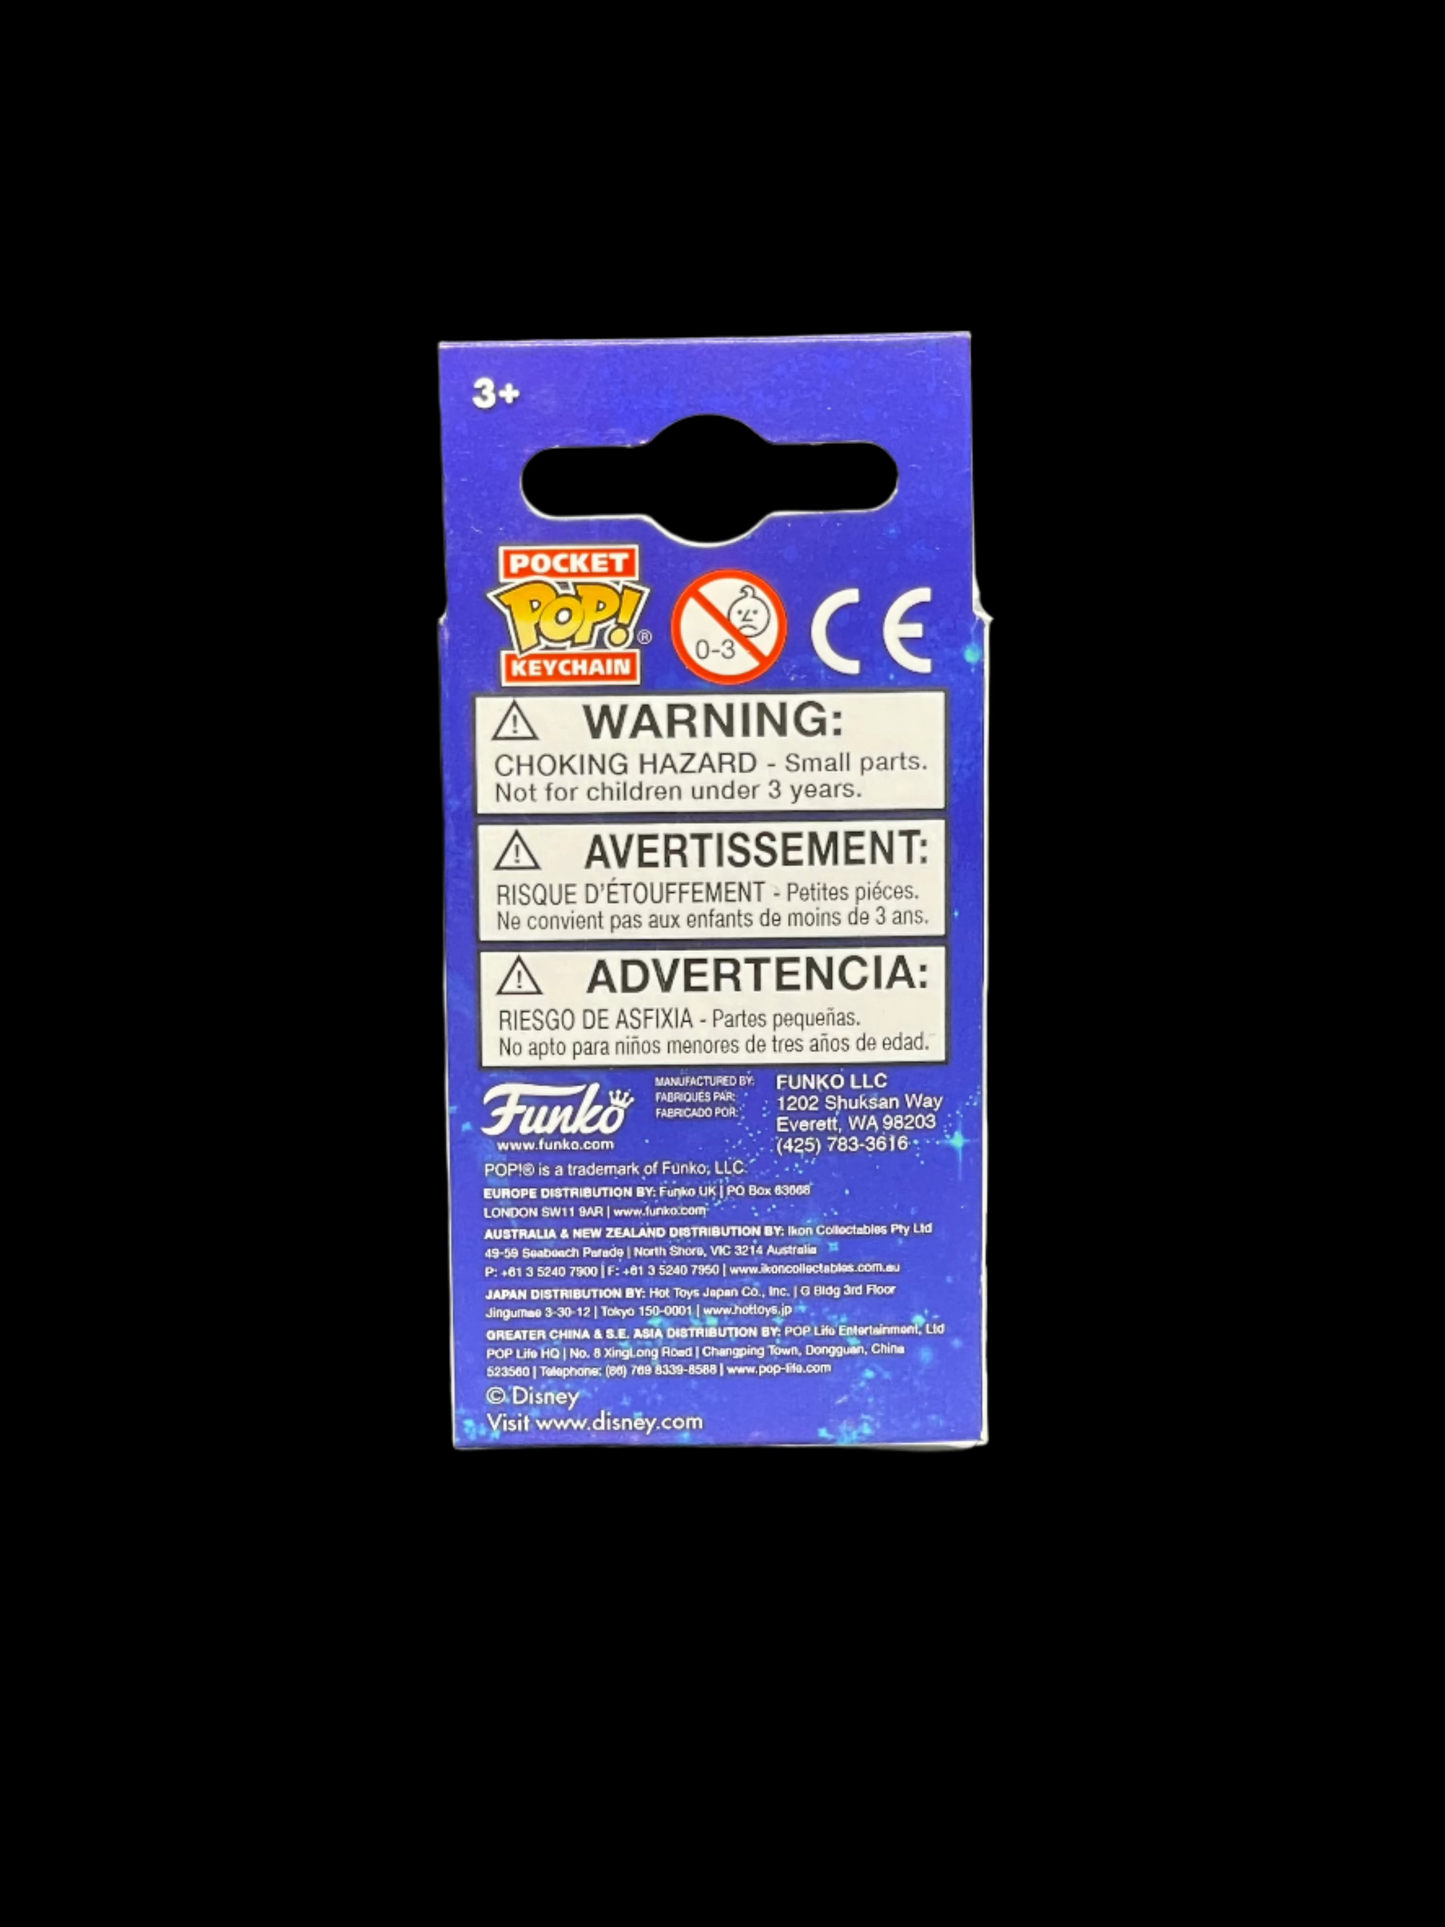 3+
POCKET
POP!®
KEYCHAIN
0-3
CE
WARNING:
CHOKING HAZARD - Small parts.
Not for children under 3 years.
AVERTISSEMENT:
RISQUE D'ÉTOUFFEMENT - Petites piéces.
Ne convient pas aux enfants de moins de 3 ans.
ADVERTENCIA:
RIESGO DE ASFIXIA - Partes pequeñas.
No apto para niños menores de tres años de edad.
Funko
www.funko.com
MANUFACTURED BY:
FABRIQUÉS PAR:
FABRICADO POR:
FUNKO LLC
1202 Shuksan Way
Everett, WA 98203
(425) 783-3616
POP!® is a trademark of Funko, LLC
EUROPE DISTRIBUTION BY: Funko UK | PO Box 63668
LONDON SW11 9AR | www.funko.com
AUSTRALIA & NEW ZEALAND DISTRIBUTION BY: Ikon Collectables Pty Ltd
49-59 Seabeach Parade | North Shore, VIC 3214 Australia
P: +61 3 5240 7900 | F: +61 3 5240 7950 | www.ikoncollectables.com.au
JAPAN DISTRIBUTION BY: Hot Toys Japan Co., Inc. | G Bldg 3rd Floor
Jingumae 3-30-12 | Tokyo 150-0001 | www.hottoys.jp
GREATER CHINA & S.E. ASIA DISTRIBUTION BY: POP Life Entertainment, Ltd
POP Life HQ | No. 8 XingLong Road | Changping Town, Dongguan, China
523560 | Telephone: (86) 769 8339-8588 | www.pop-life.com
© Disney
Visit www.disney.com